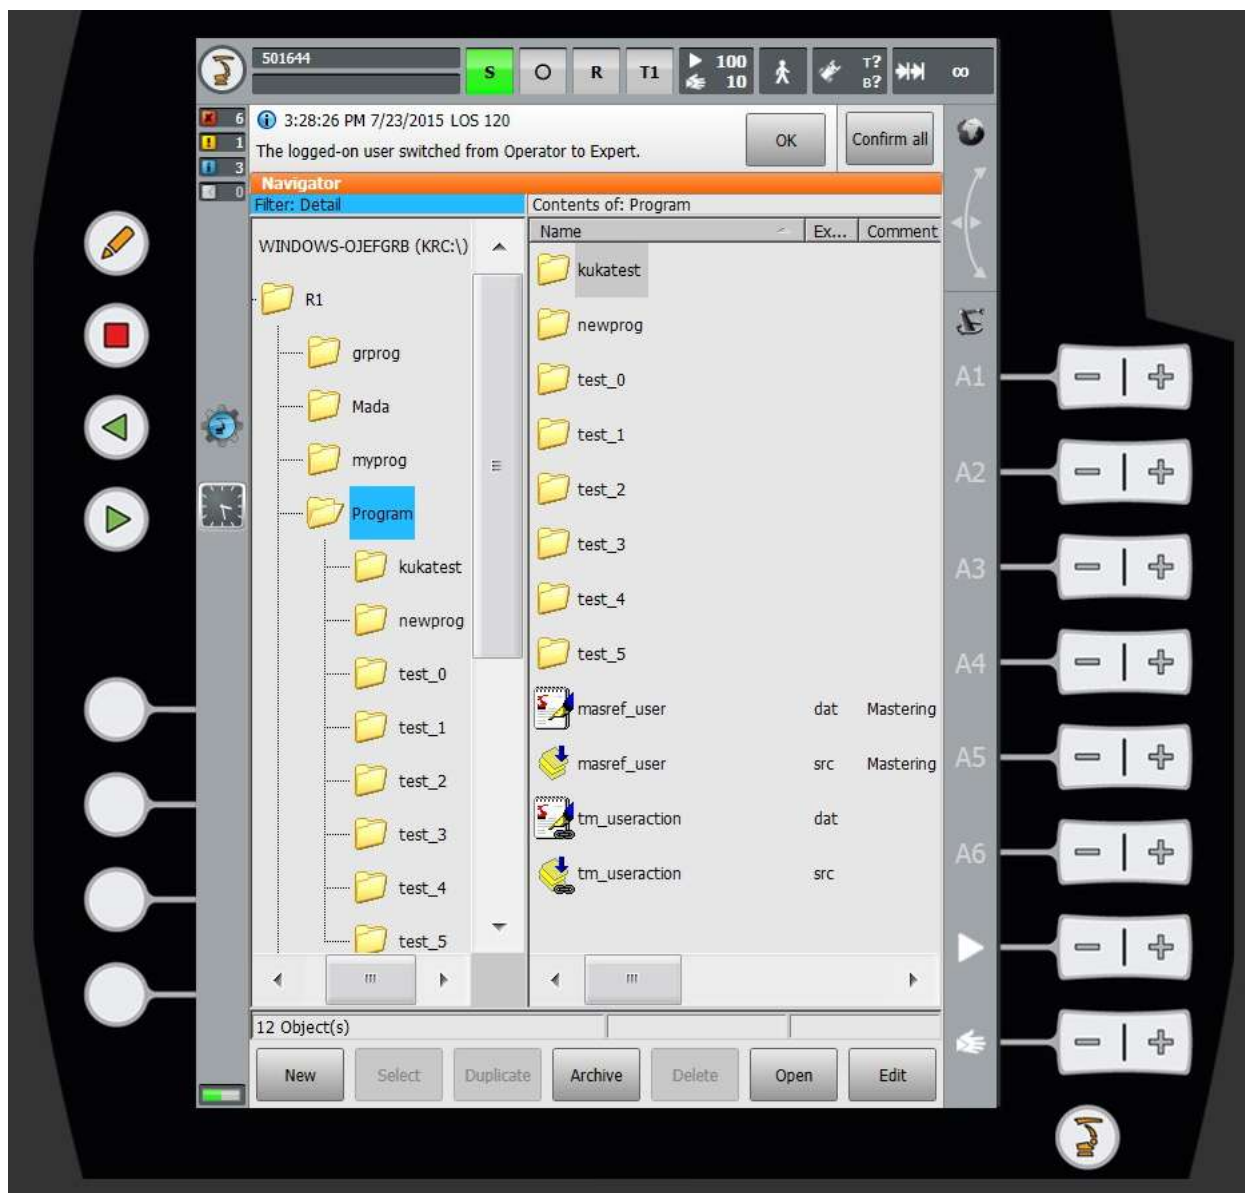 501644
S
O
R
T1
100
10
T?
B?
∞
6
1
3
0
3:28:26 PM 7/23/2015 LOS 120
The logged-on user switched from Operator to Expert.
OK
Confirm all
Navigator
Filter: Detail
Contents of: Program
WINDOWS-OJEFGRB (KRC:\)
R1
grprog
Mada
myprog
Program
kukatest
newprog
test_0
test_1
test_2
test_3
test_4
test_5
Name Ex... Comment
kukatest
newprog
test_0
test_1
test_2
test_3
test_4
test_5
masref_user dat Mastering
masref_user src Mastering
tm_useraction dat
tm_useraction src
12 Object(s)
New
Select
Duplicate
Archive
Delete
Open
Edit
A1
A2
A3
A4
A5
A6